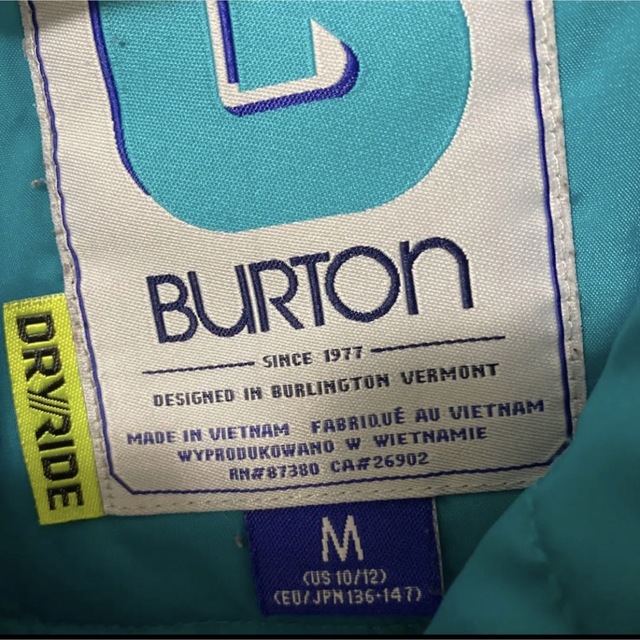 BURTON
SINCE 1977
DESIGNED IN BURLINGTON VERMONT
MADE IN VIETNAM FABRIQUÉ AU VIETNAM
WYPRODUKOWANO W WIETNAMIE
RN#87380 CA#26902
DRY//RIDE
M
(US 10/12)
(EU/JPN 136-147)